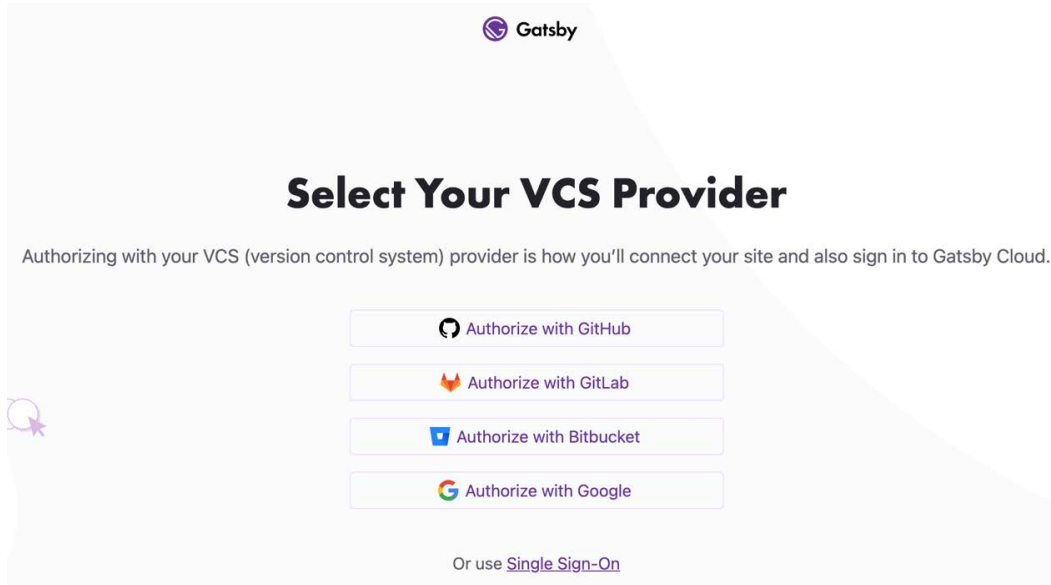 Gatsby
Select Your VCS Provider
Authorizing with your VCS (version control system) provider is how you’ll connect your site and also sign in to Gatsby Cloud.
Authorize with GitHub
Authorize with GitLab
Authorize with Bitbucket
Authorize with Google
Or use Single Sign-On